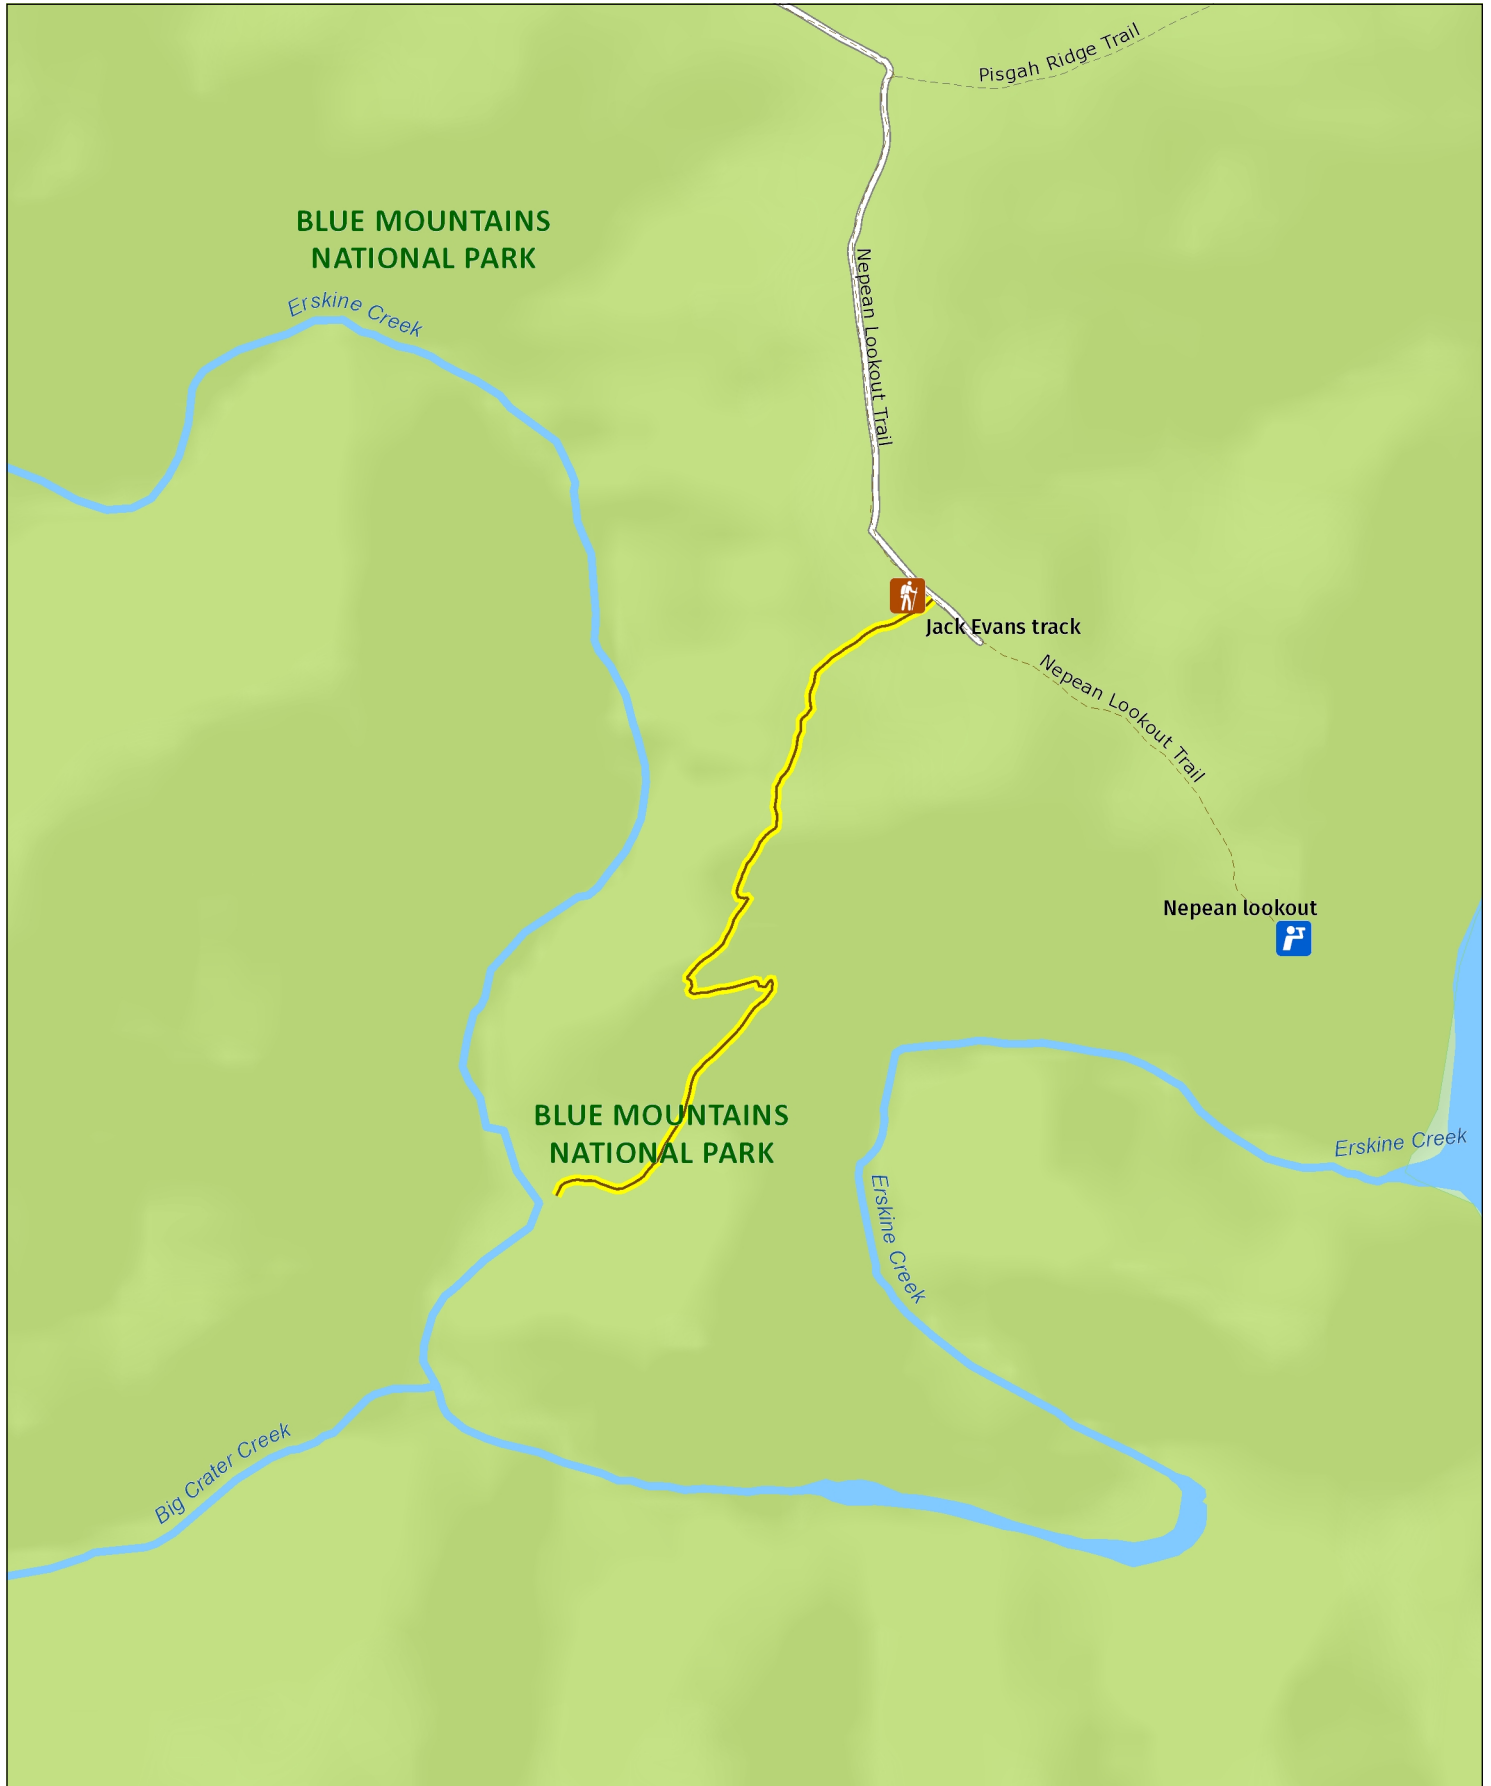 Pisgah Ridge Trail
BLUE MOUNTAINS
NATIONAL PARK
Erskine Creek
Nepean Lookout Trail
Jack Evans track
Nepean Lookout Trail
Nepean lookout
BLUE MOUNTAINS
NATIONAL PARK
Erskine Creek
Erskine Creek
Big Crater Creek